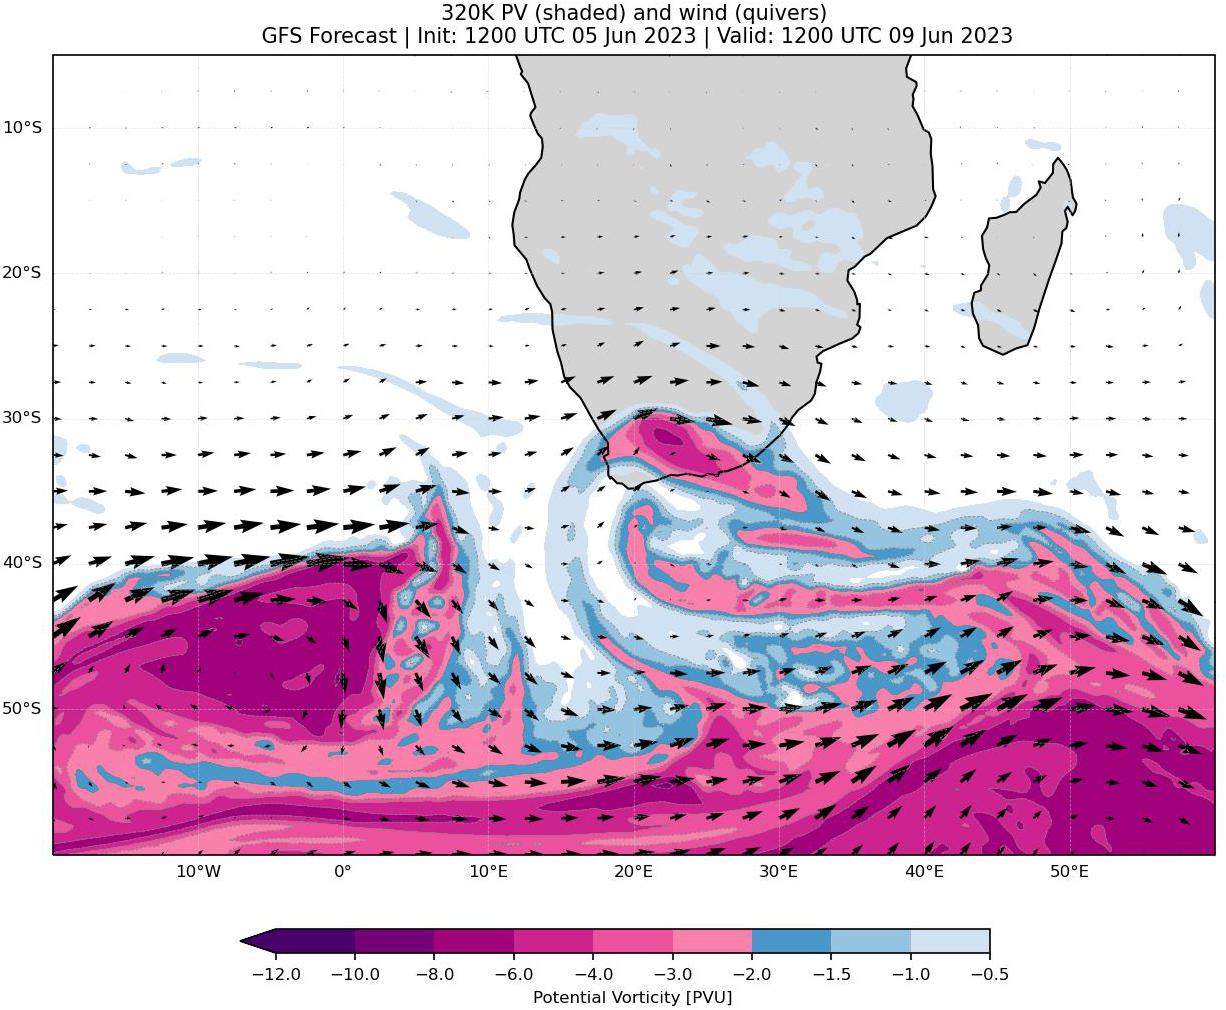 320K PV (shaded) and wind (quivers)
GFS Forecast | Init: 1200 UTC 05 Jun 2023 | Valid: 1200 UTC 09 Jun 2023
10°S
20°S
30°S
40°S
50°S
10°W 0° 10°E 20°E 30°E 40°E 50°E
−12.0 −10.0 −8.0 −6.0 −4.0 −3.0 −2.0 −1.5 −1.0 −0.5
Potential Vorticity [PVU]